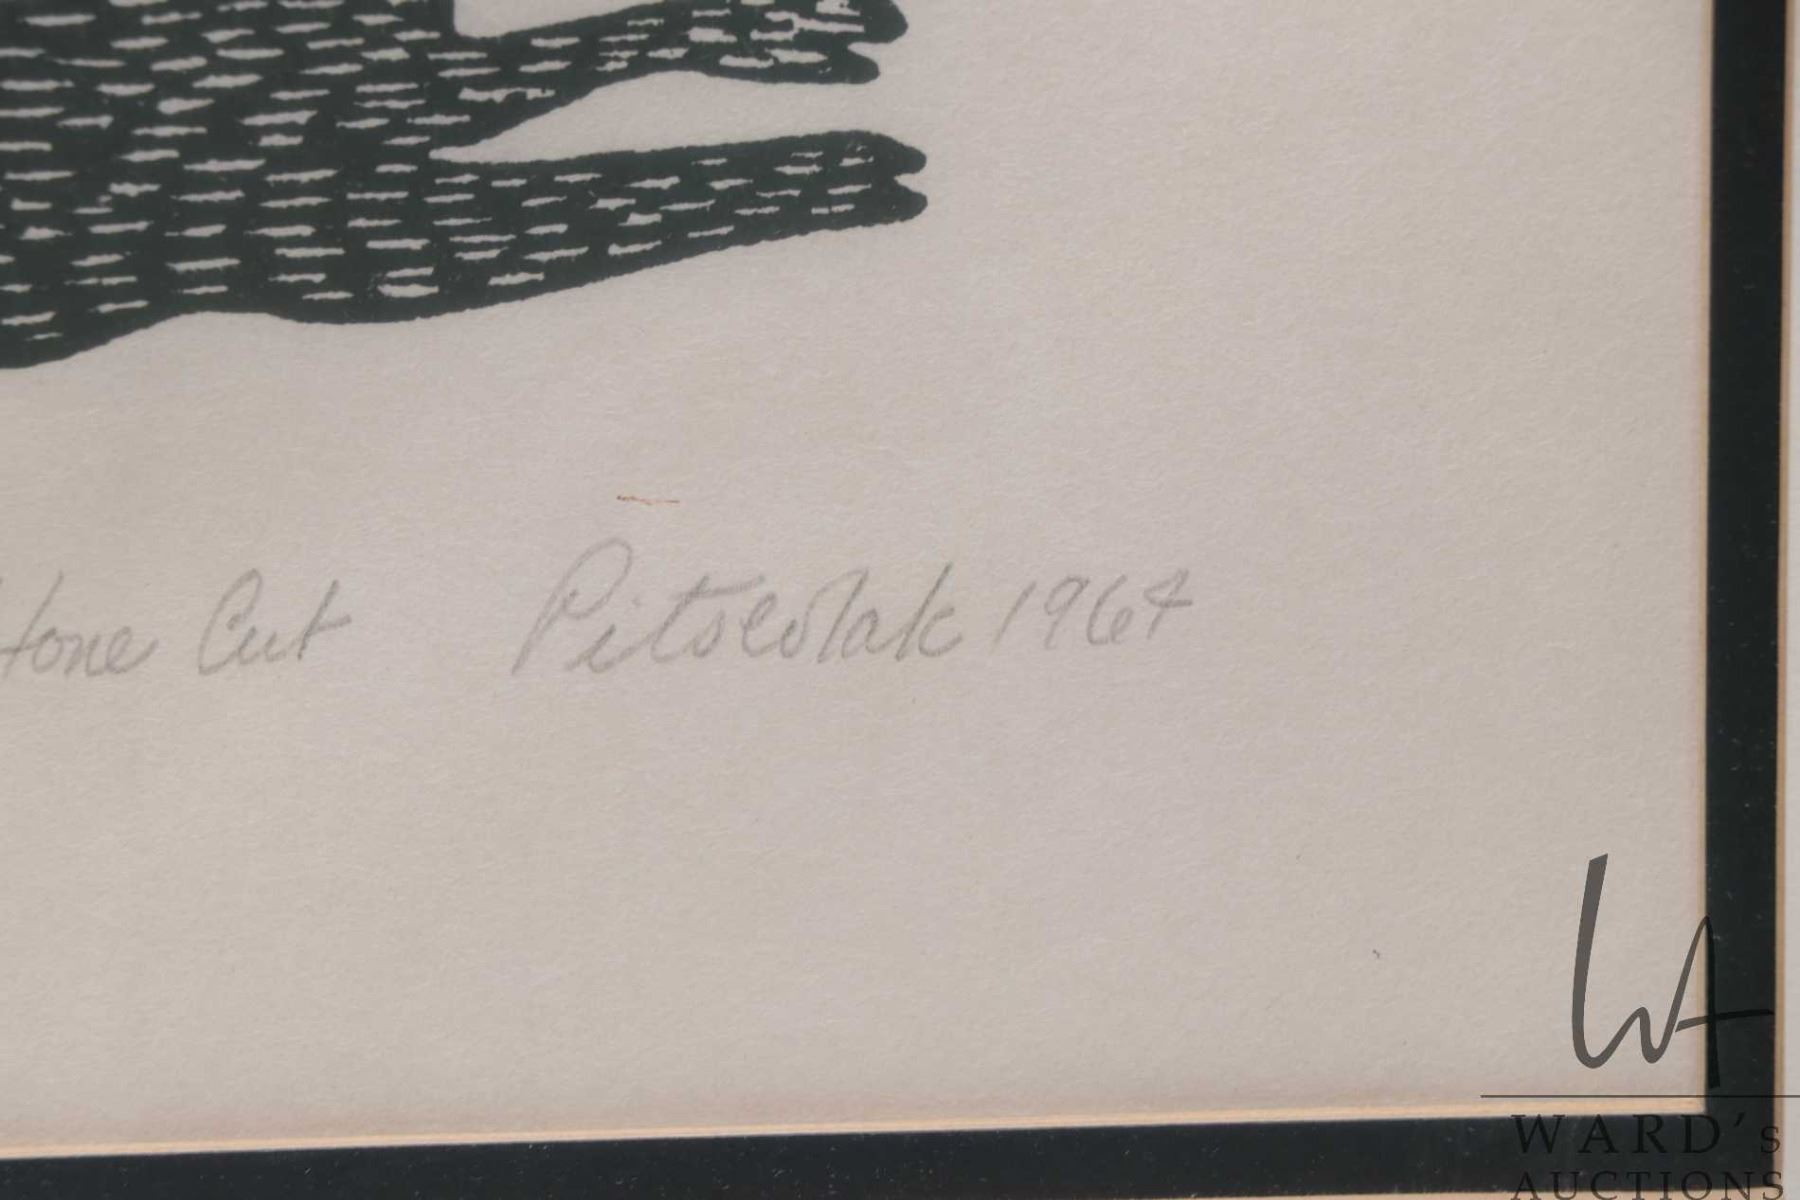 tone Cut Pitseolak 1964
WARD's
AUCTIONS